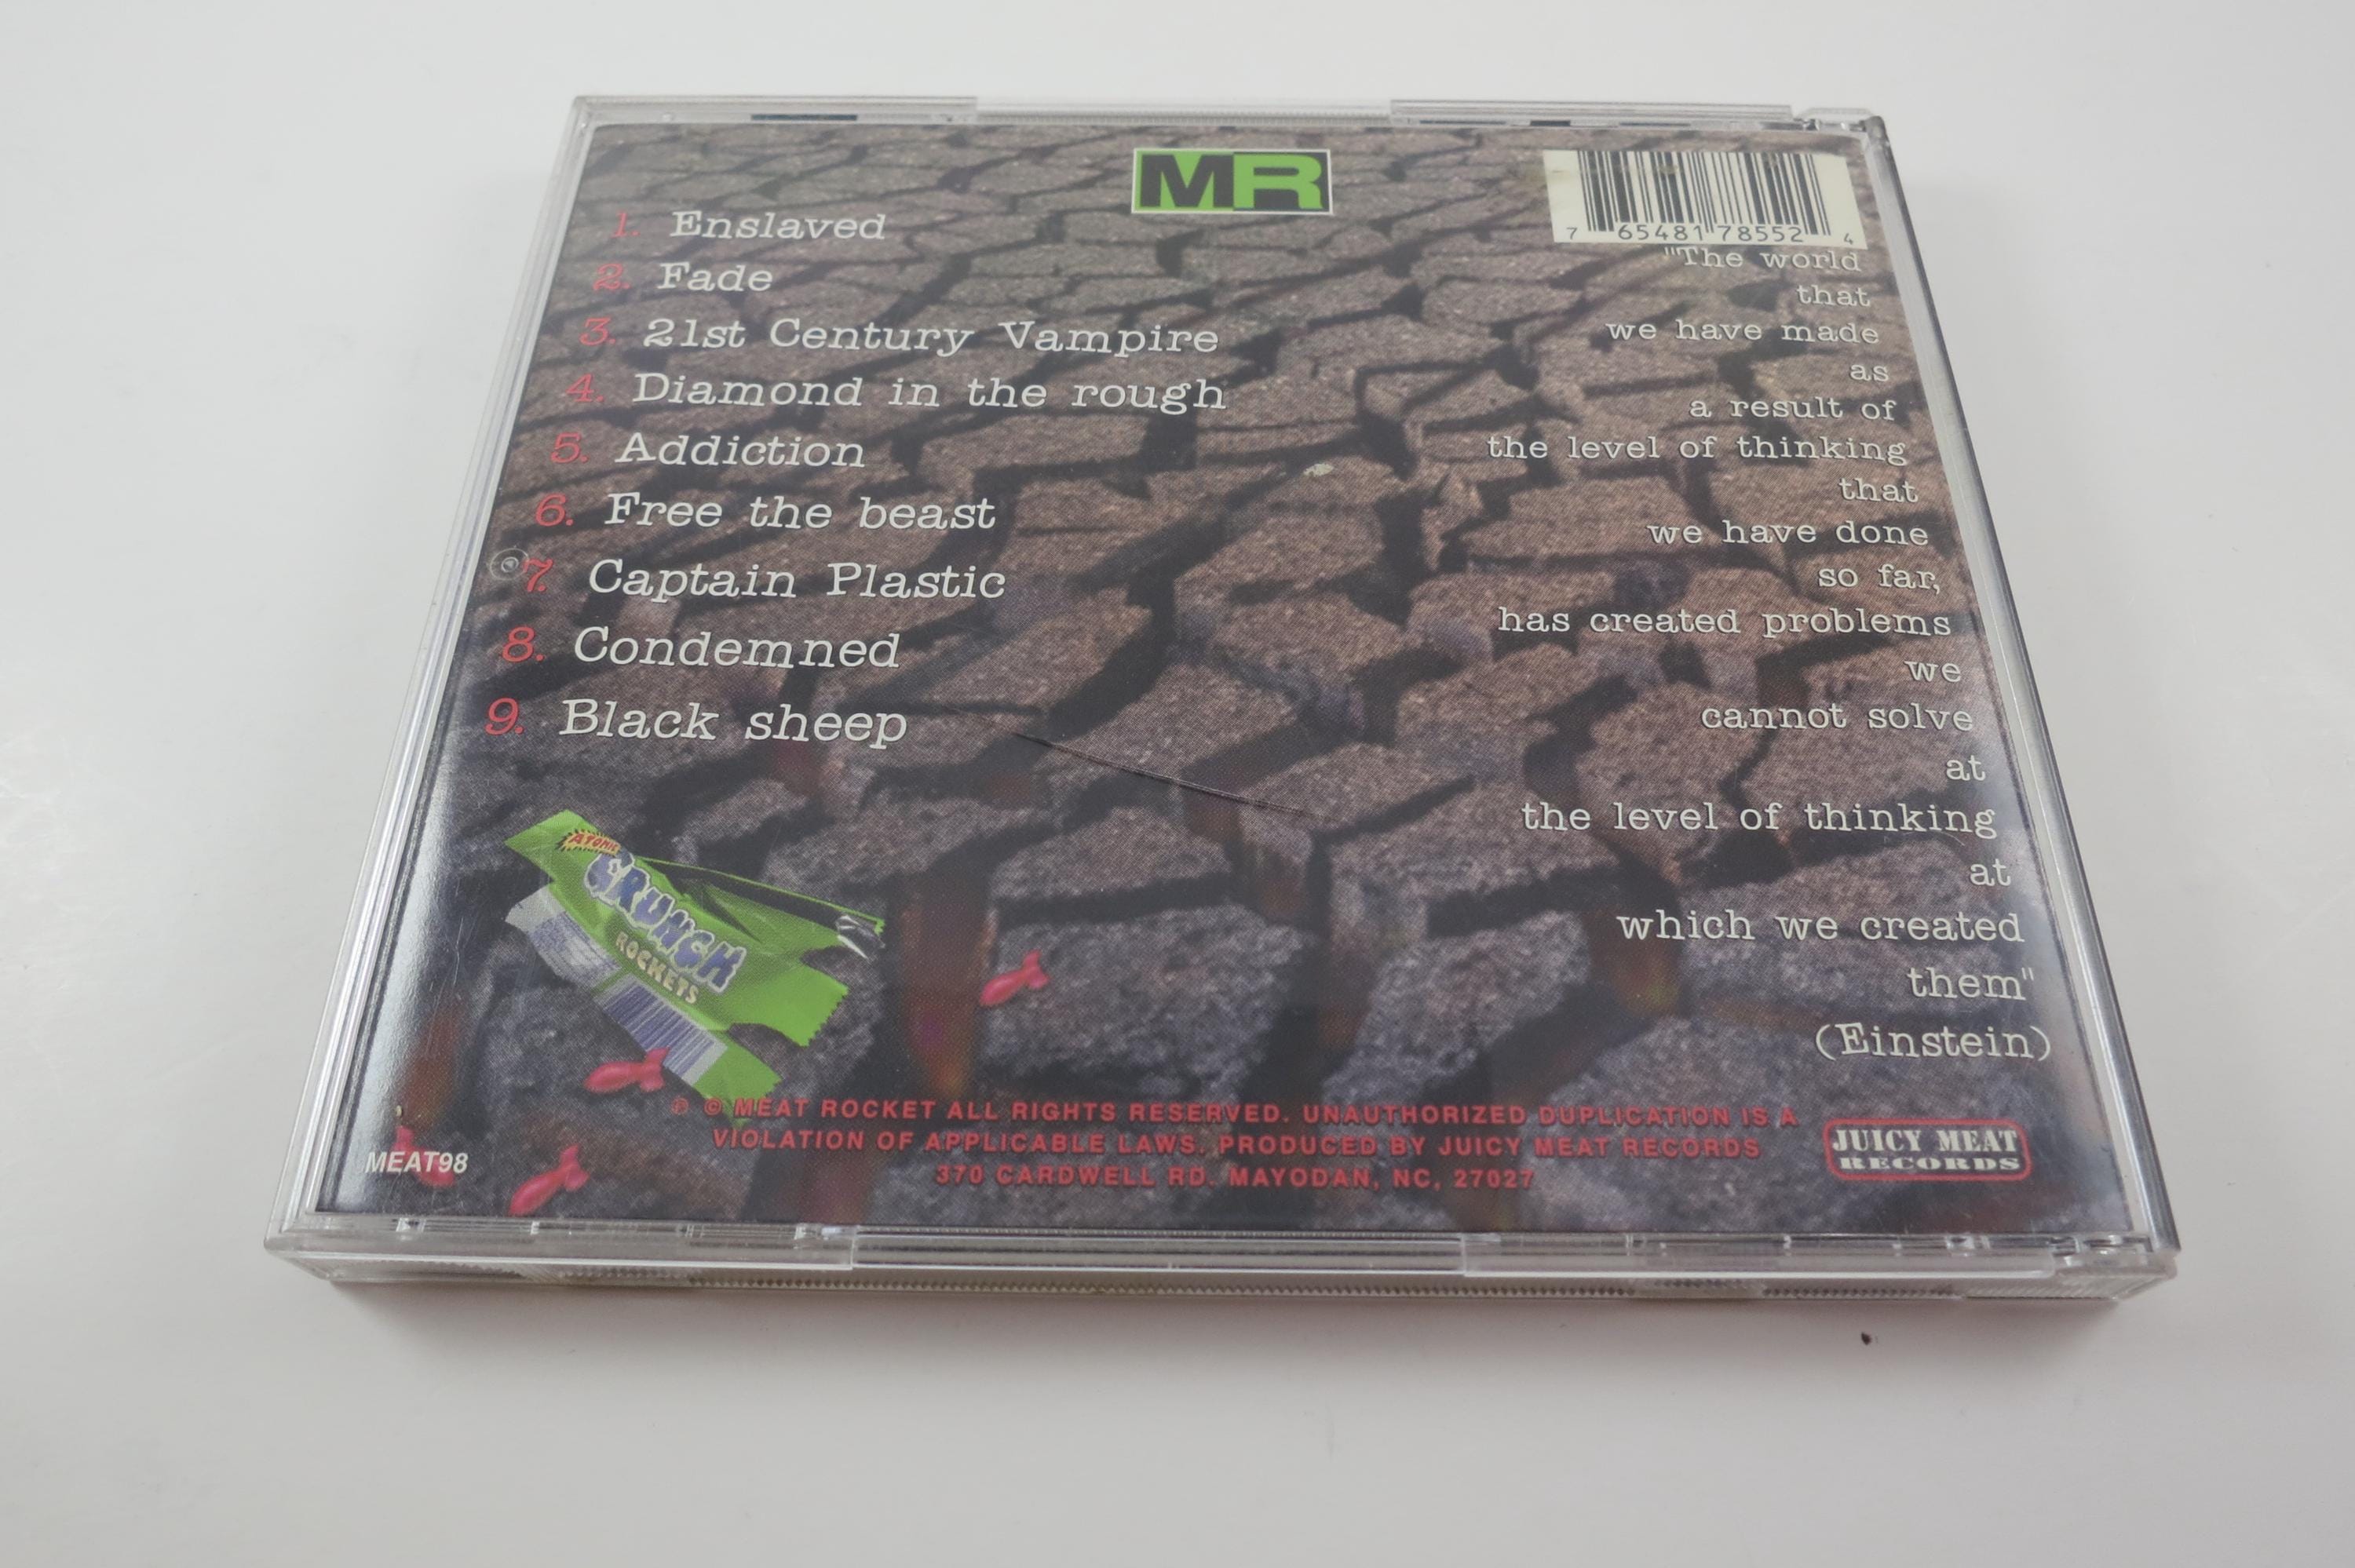 MR
1. Enslaved
2. Fade
3. 21st Century Vampire
4. Diamond in the rough
5. Addiction
6. Free the beast
7. Captain Plastic
8. Condemned
9. Black sheep
7 65481 78552 4
"The world
that
we have made
as
a result of
the level of thinking
that
we have done
so far,
has created problems
we
cannot solve
at
the level of thinking
at
which we created
them"
(Einstein)
ATOMIC
CRUNCH
ROCKETS
℗ © MEAT ROCKET ALL RIGHTS RESERVED. UNAUTHORIZED DUPLICATION IS A
VIOLATION OF APPLICABLE LAWS. PRODUCED BY JUICY MEAT RECORDS
370 CARDWELL RD. MAYODAN, NC, 27027
MEAT98
JUICY MEAT
RECORDS